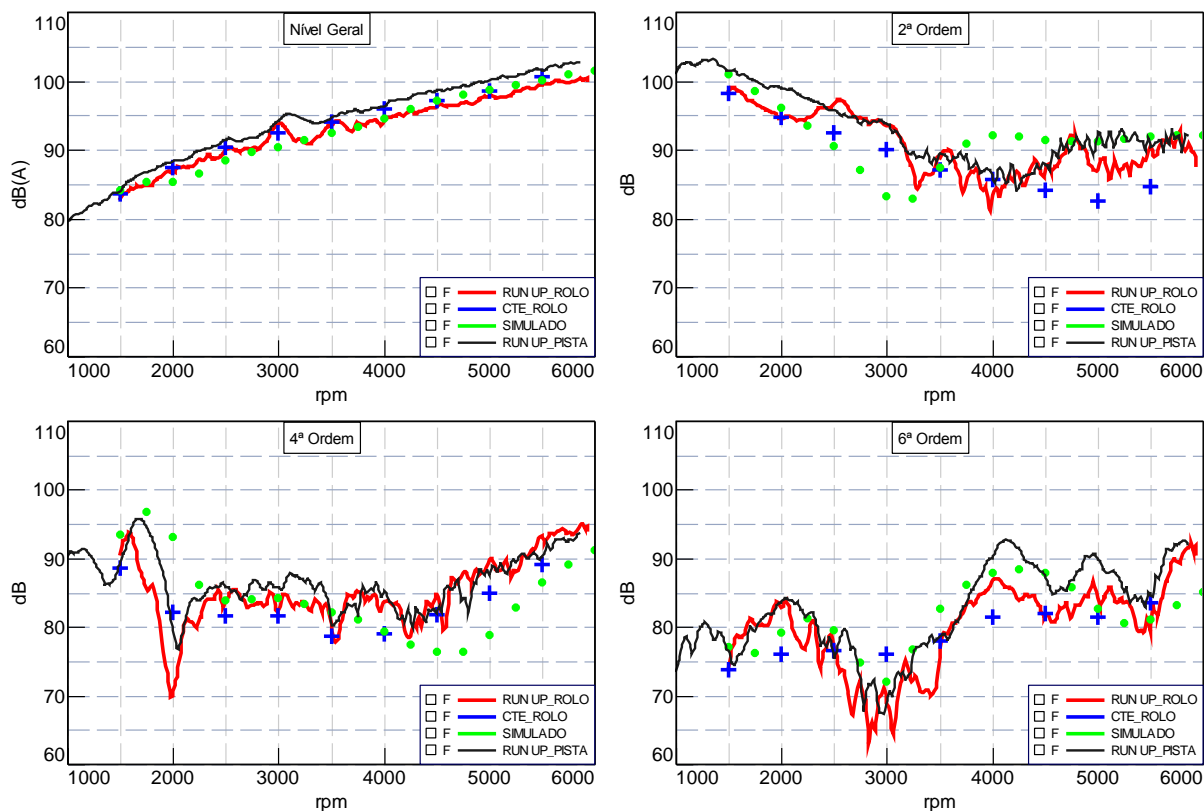 Nível Geral
110
100
90
80
70
60
dB(A)
F RUN UP_ROLO
F CTE_ROLO
F SIMULADO
F RUN UP_PISTA
1000 2000 3000 4000 5000 6000
rpm
2ª Ordem
110
100
90
80
70
60
dB
F RUN UP_ROLO
F CTE_ROLO
F SIMULADO
F RUN UP_PISTA
1000 2000 3000 4000 5000 6000
rpm
4ª Ordem
110
100
90
80
70
60
dB
F RUN UP_ROLO
F CTE_ROLO
F SIMULADO
F RUN UP_PISTA
1000 2000 3000 4000 5000 6000
rpm
6ª Ordem
110
100
90
80
70
60
dB
F RUN UP_ROLO
F CTE_ROLO
F SIMULADO
F RUN UP_PISTA
1000 2000 3000 4000 5000 6000
rpm